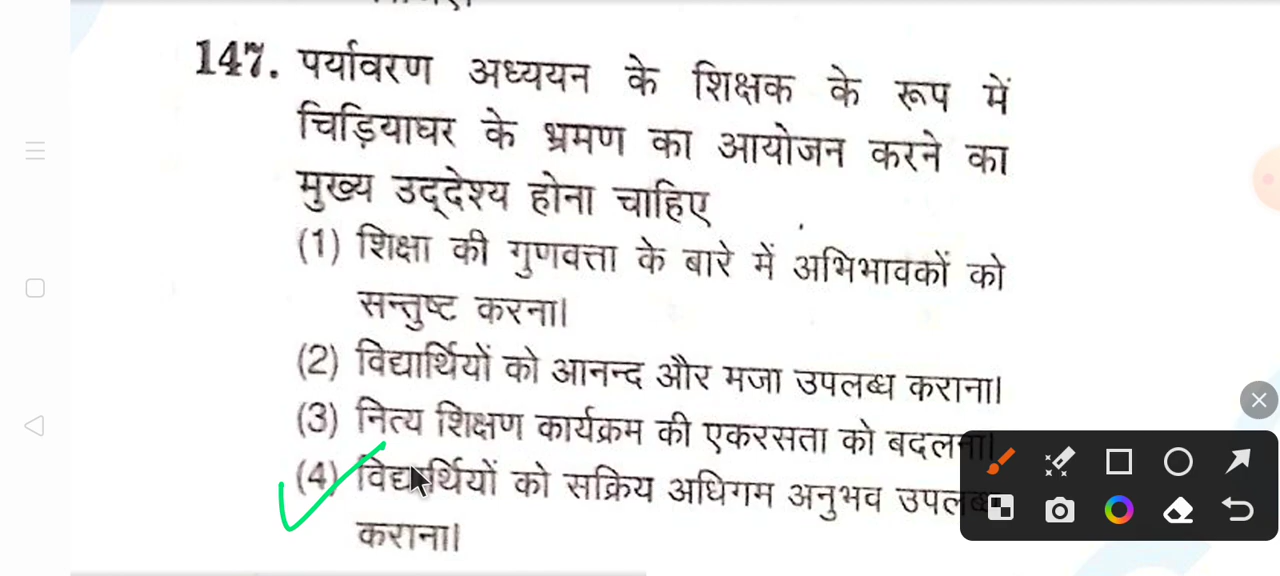 147. पर्यावरण अध्ययन के शिक्षक के रूप में
चिड़ियाघर के भ्रमण का आयोजन करने का
मुख्य उद्देश्य होना चाहिए
(1) शिक्षा की गुणवत्ता के बारे में अभिभावकों को
सन्तुष्ट करना।
(2) विद्यार्थियों को आनन्द और मजा उपलब्ध कराना।
(3) नित्य शिक्षण कार्यक्रम की एकरसता को बदलना।
(4) विद्यार्थियों को सक्रिय अधिगम अनुभव उपलब्ध
कराना।